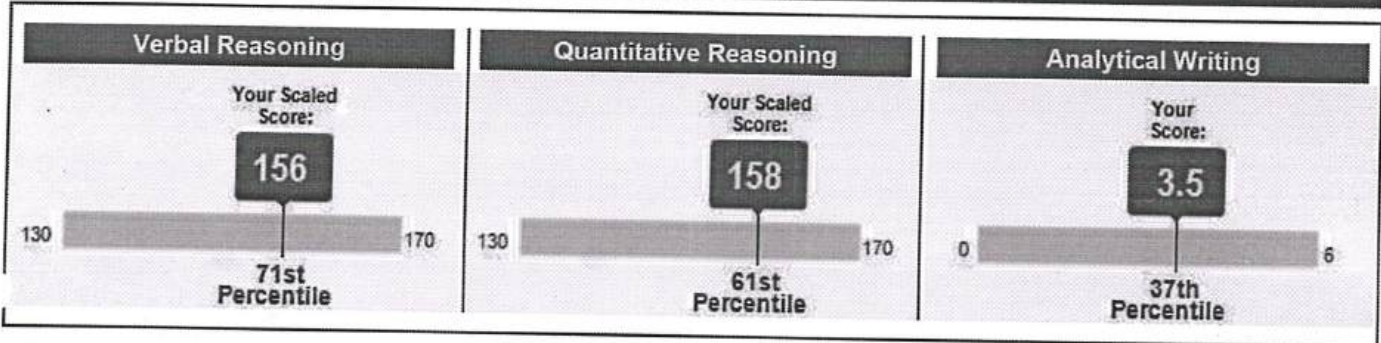 Verbal Reasoning
Your Scaled
Score:
156
130
170
71st
Percentile
Quantitative Reasoning
Your Scaled
Score:
158
130
170
61st
Percentile
Analytical Writing
Your
Score:
3.5
0
6
37th
Percentile